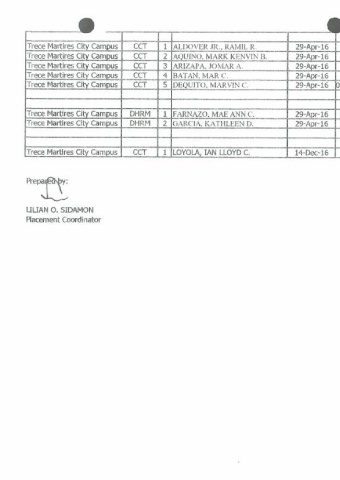 Trece Martires City Campus CCT 1 ALDOVER JR., RAMIL R. 29-Apr-16
Trece Martires City Campus CCT 2 AQUINO, MARK KENVIN B. 29-Apr-16
Trece Martires City Campus CCT 3 ARIZAPA, JOMAR A. 29-Apr-16
Trece Martires City Campus CCT 4 BATAN, MAR C. 29-Apr-16
Trece Martires City Campus CCT 5 DEQUITO, MARVIN C. 29-Apr-16
Trece Martires City Campus DHRM 1 FARNAZO, MAE ANN C. 29-Apr-16
Trece Martires City Campus DHRM 2 GARCIA, KATHLEEN D. 29-Apr-16
Trece Martires City Campus CCT 1 LOYOLA, IAN LLOYD C. 14-Dec-16
Prepared by:
LILIAN O. SIDAMON
Placement Coordinator